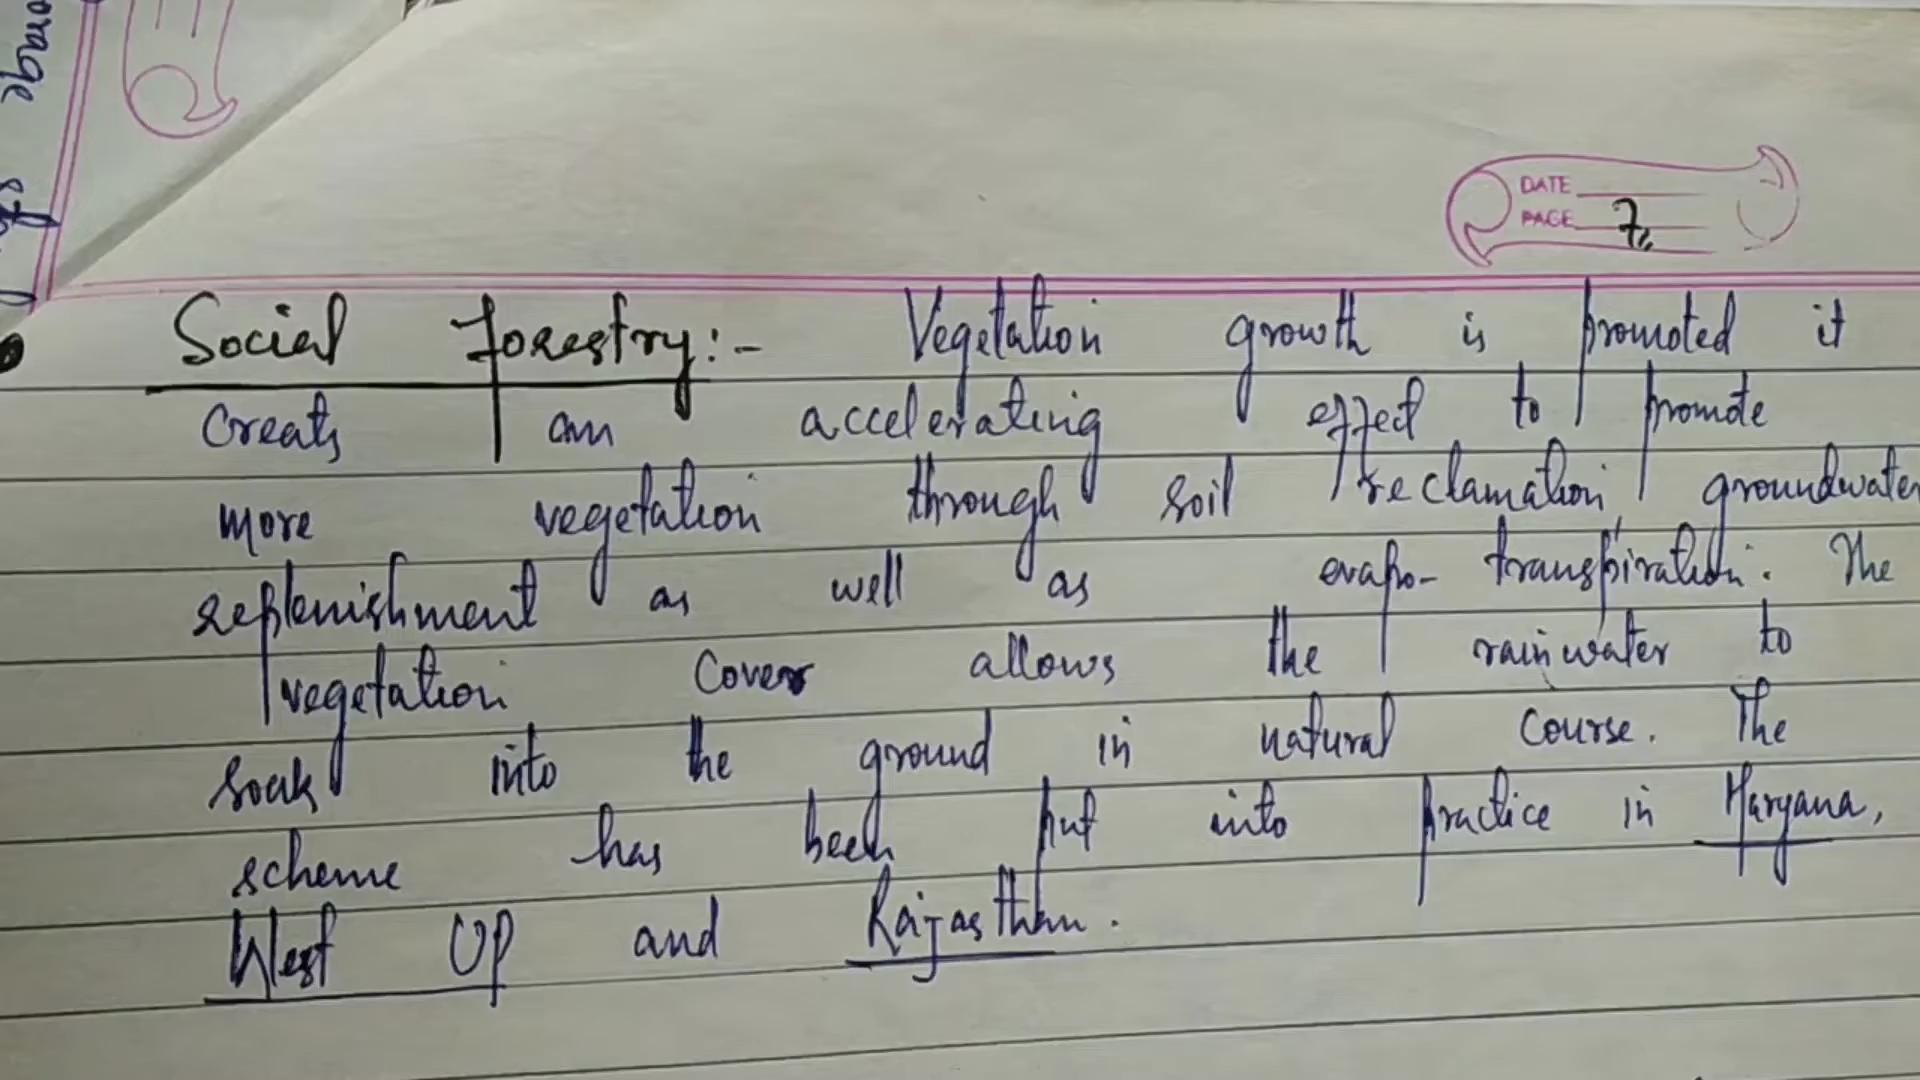 orage
DATE
PAGE 7
Social Forestry:- Vegetation growth is promoted it
Creats an accelerating effect to promote
more vegetation through soil reclamation, groundwater
replenishment as well as evapo- transpiration. The
vegetation cover allows the rainwater to
soak into the ground in natural course. The
scheme has been put into practice in Haryana,
West UP and Rajasthan.